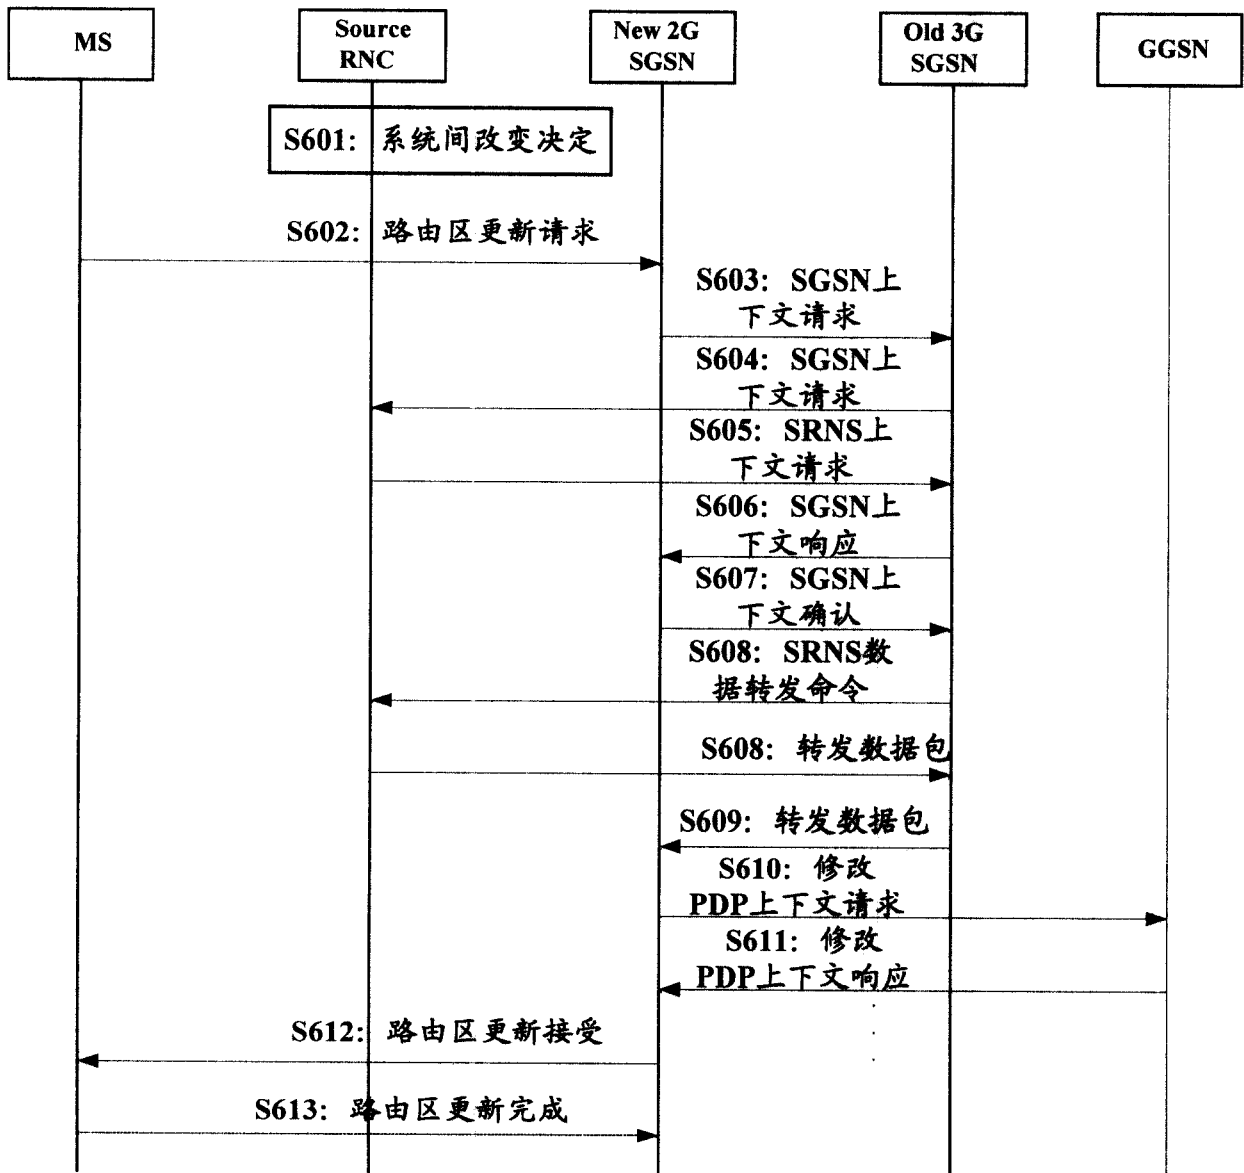 MS
Source
RNC
New 2G
SGSN
Old 3G
SGSN
GGSN
S601: 系统间改变决定
S602: 路由区更新请求
S603: SGSN上
下文请求
S604: SGSN上
下文请求
S605: SRNS上
下文请求
S606: SGSN上
下文响应
S607: SGSN上
下文确认
S608: SRNS数
据转发命令
S608: 转发数据包
S609: 转发数据包
S610: 修改
PDP上下文请求
S611: 修改
PDP上下文响应
S612: 路由区更新接受
S613: 路由区更新完成